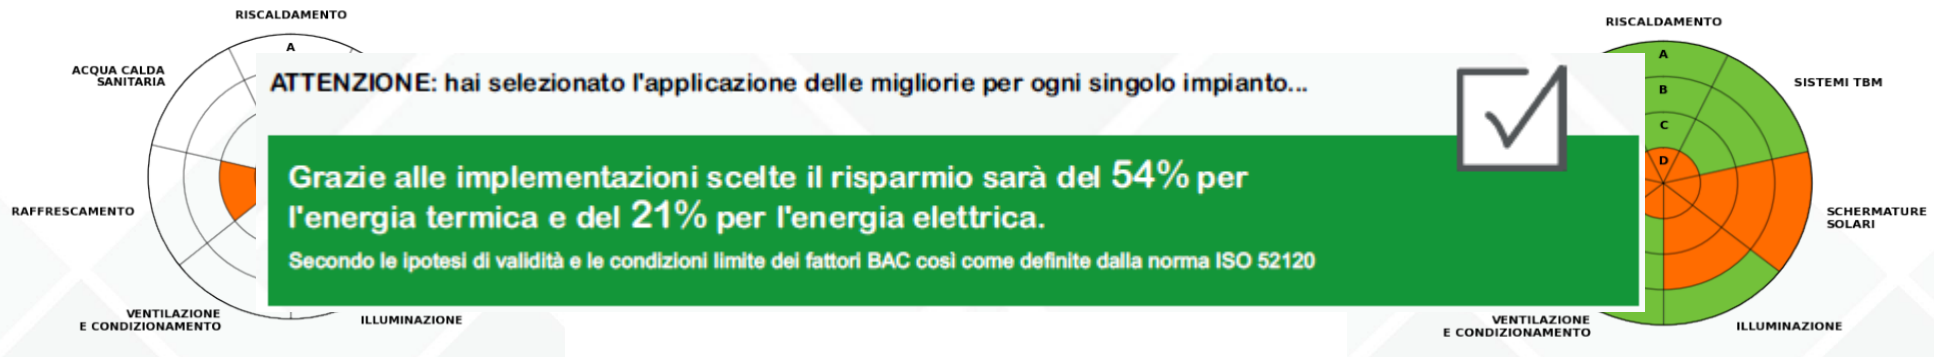 RISCALDAMENTO
A
ACQUA CALDA
SANITARIA
RAFFRESCAMENTO
VENTILAZIONE
E CONDIZIONAMENTO
ILLUMINAZIONE
ATTENZIONE: hai selezionato l'applicazione delle migliorie per ogni singolo impianto...
Grazie alle implementazioni scelte il risparmio sarà del 54% per
l'energia termica e del 21% per l'energia elettrica.
Secondo le ipotesi di validità e le condizioni limite dei fattori BAC così come definite dalla norma ISO 52120
RISCALDAMENTO
A
B
C
D
SISTEMI TBM
SCHERMATURE
SOLARI
VENTILAZIONE
E CONDIZIONAMENTO
ILLUMINAZIONE